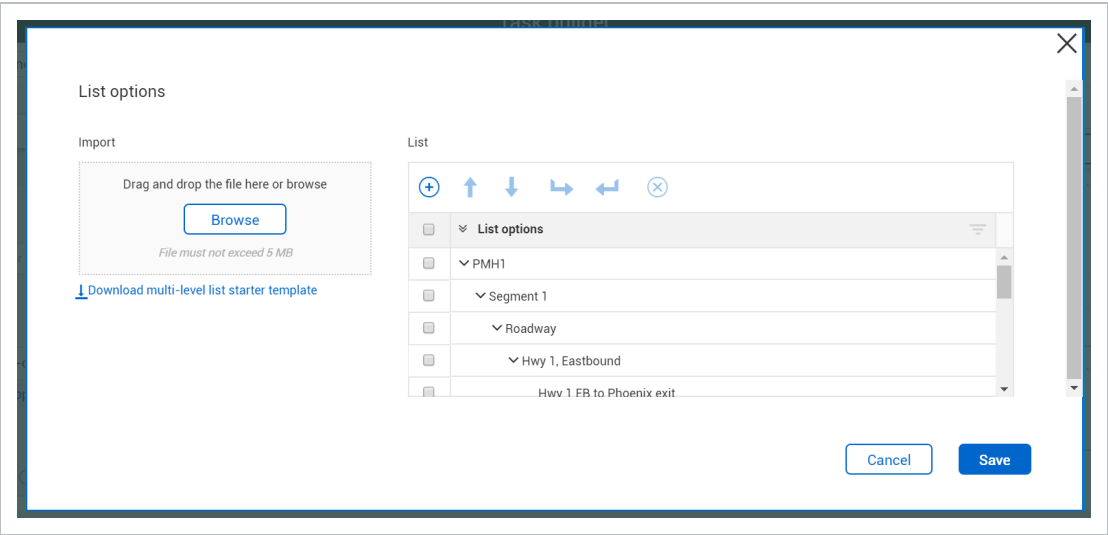 List options
Import
List
Drag and drop the file here or browse
Browse
File must not exceed 5 MB
Download multi-level list starter template
List options
PMH1
Segment 1
Roadway
Hwy 1, Eastbound
Hwy 1 EB to Phoenix exit
Cancel
Save